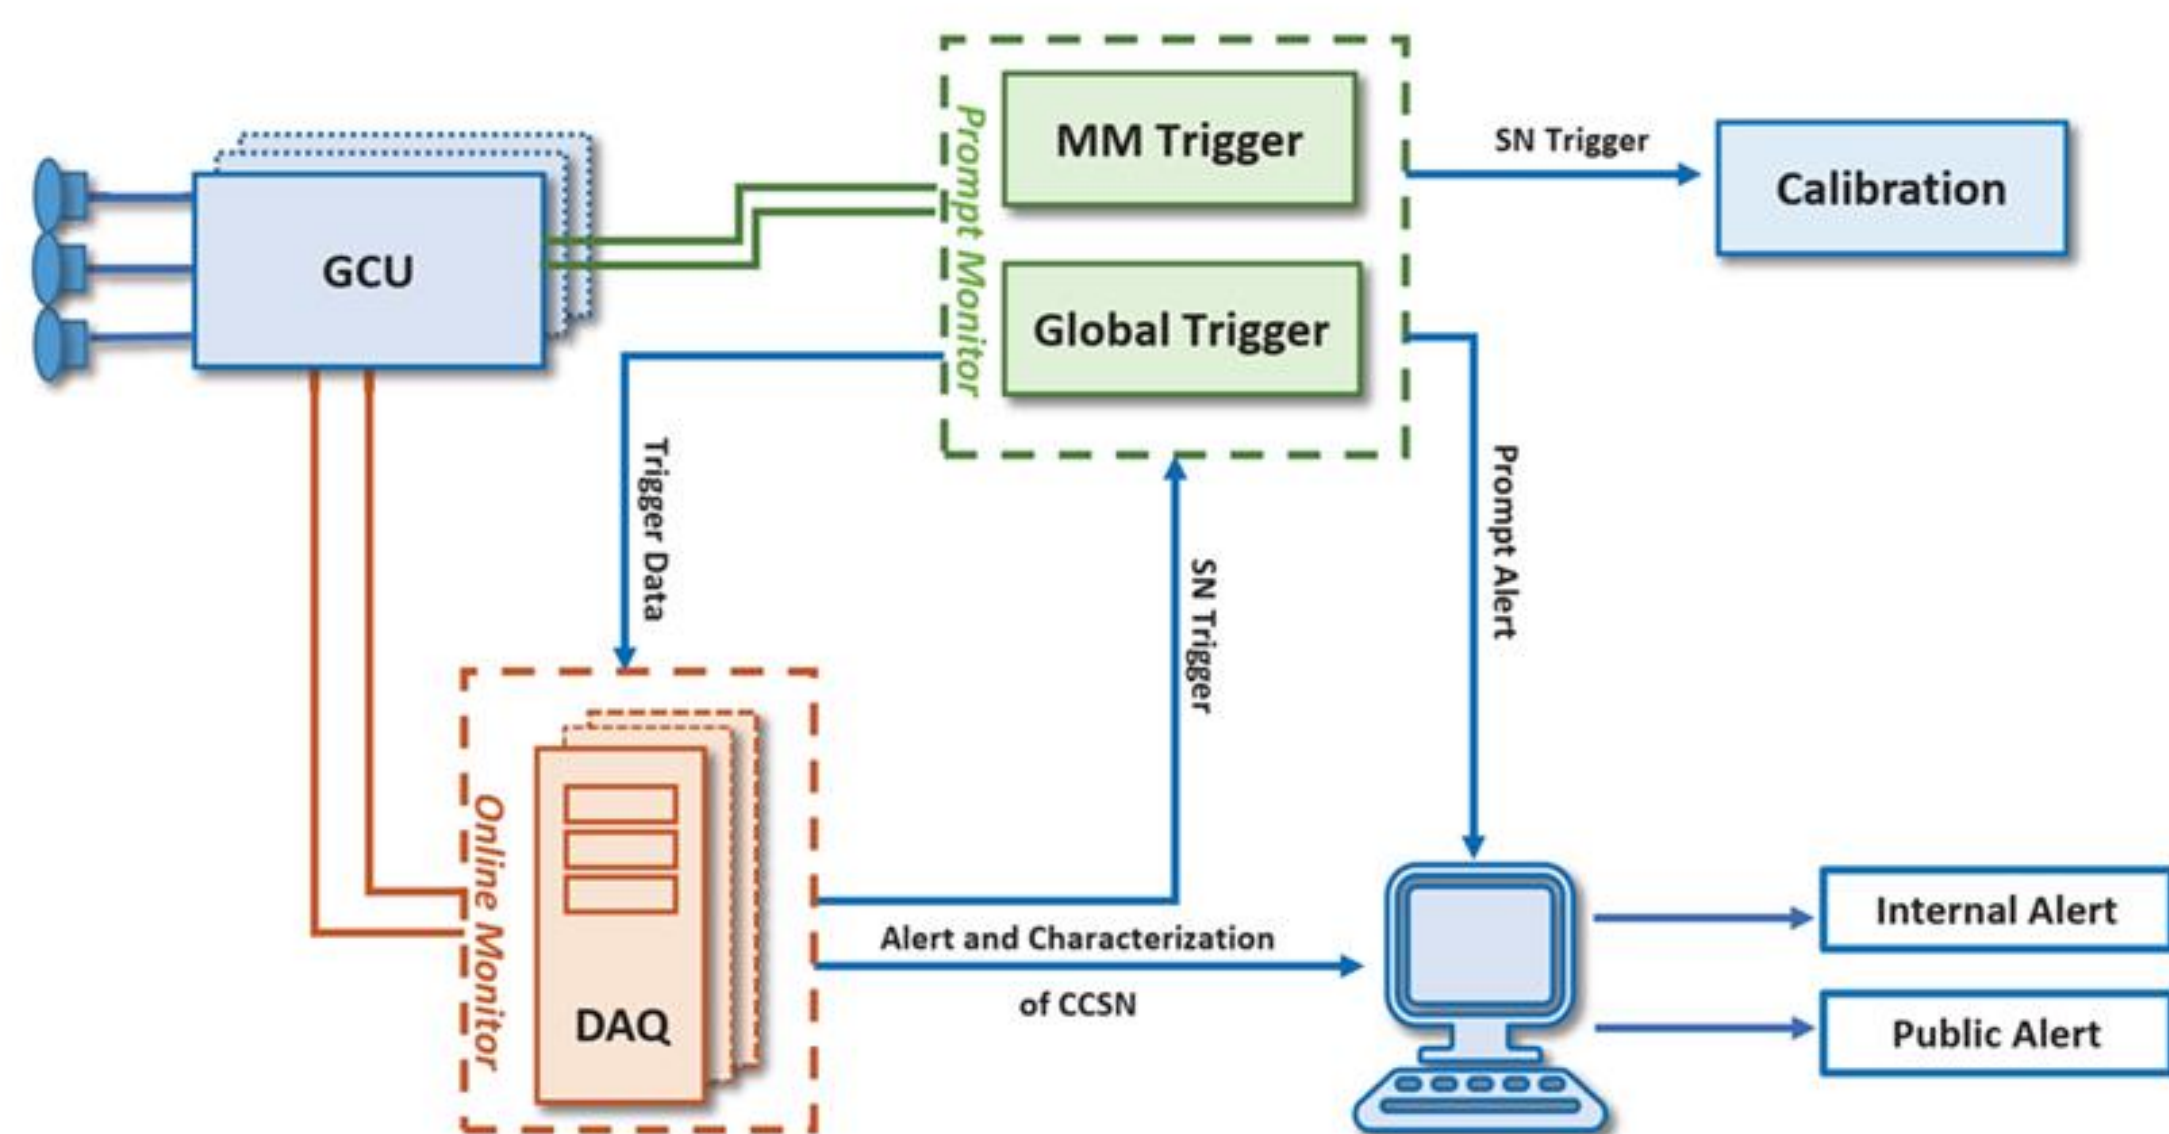 MM Trigger
SN Trigger
Calibration
GCU
Prompt Monitor
Global Trigger
Trigger Data
SN Trigger
Prompt Alert
Online Monitor
DAQ
Alert and Characterization
of CCSN
Internal Alert
Public Alert